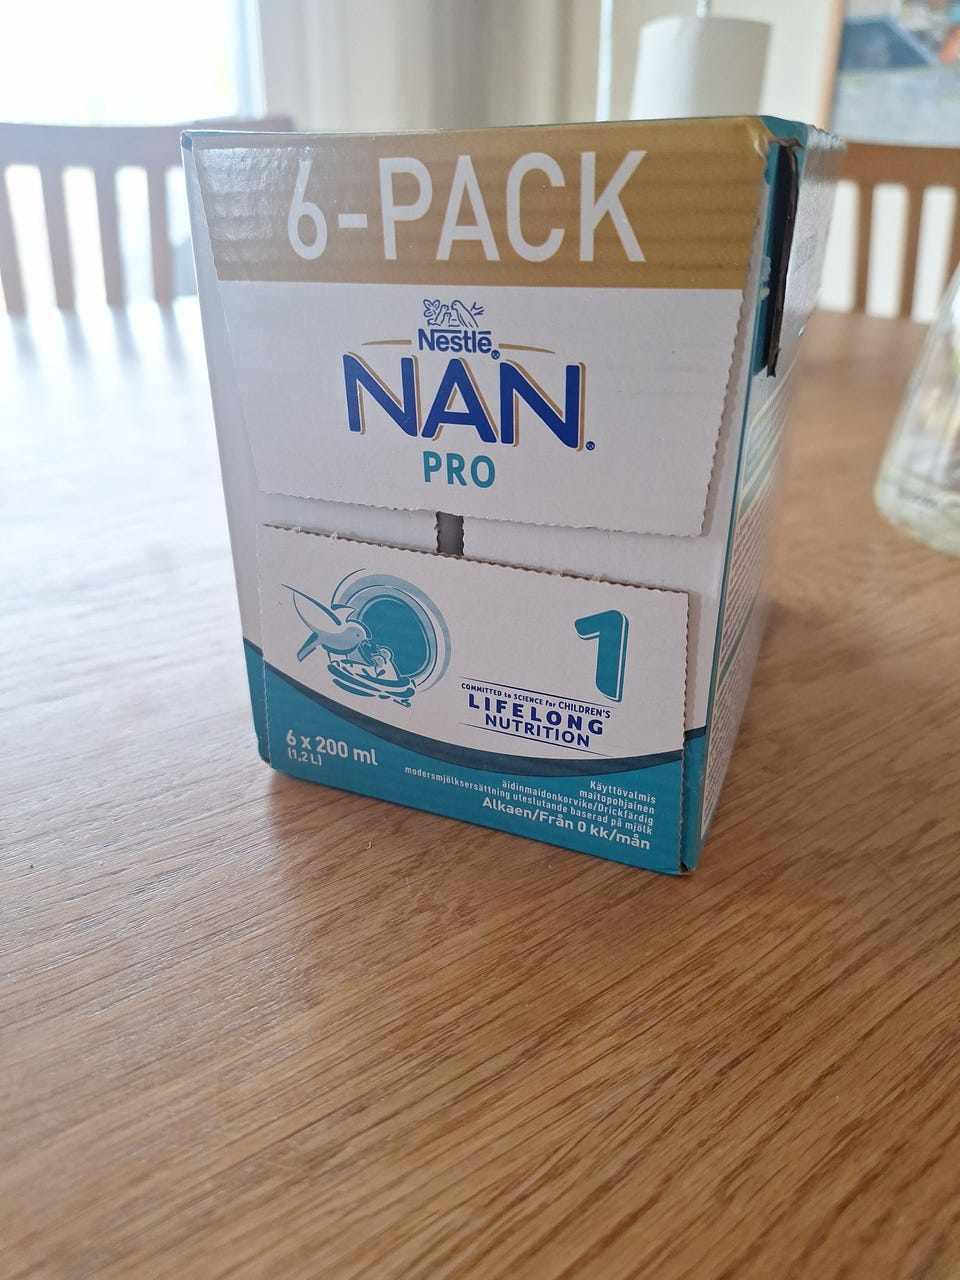 6-PACK
Nestlé
NAN
PRO
1
COMMITTED to SCIENCE for CHILDREN'S
LIFELONG
NUTRITION
6 x 200 ml
(1,2 L)
Käyttövalmis
maitopohjainen
äidinmaidonkorvike/Drickfärdig
modersmjölksersättning uteslutande baserad på mjölk
Alkaen/Från 0 kk/mån